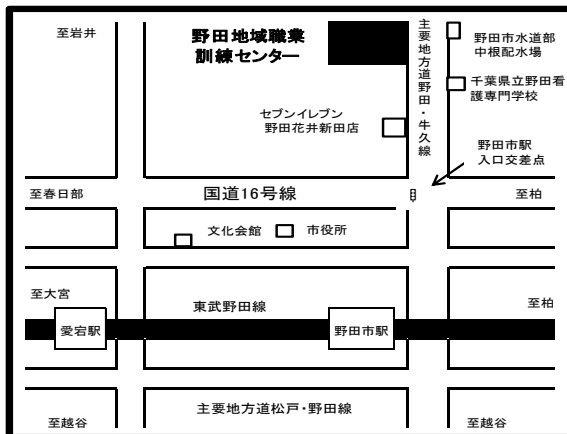 至岩井
野田地域職業
訓練センター
主要地方道野田・牛久線
野田市水道部
中根配水場
千葉県立野田看
護専門学校
セブンイレブン
野田花井新田店
野田市駅
入口交差点
至春日部
国道16号線
至柏
文化会館
市役所
至大宮
東武野田線
至柏
愛宕駅
野田市駅
主要地方道松戸・野田線
至越谷
至越谷